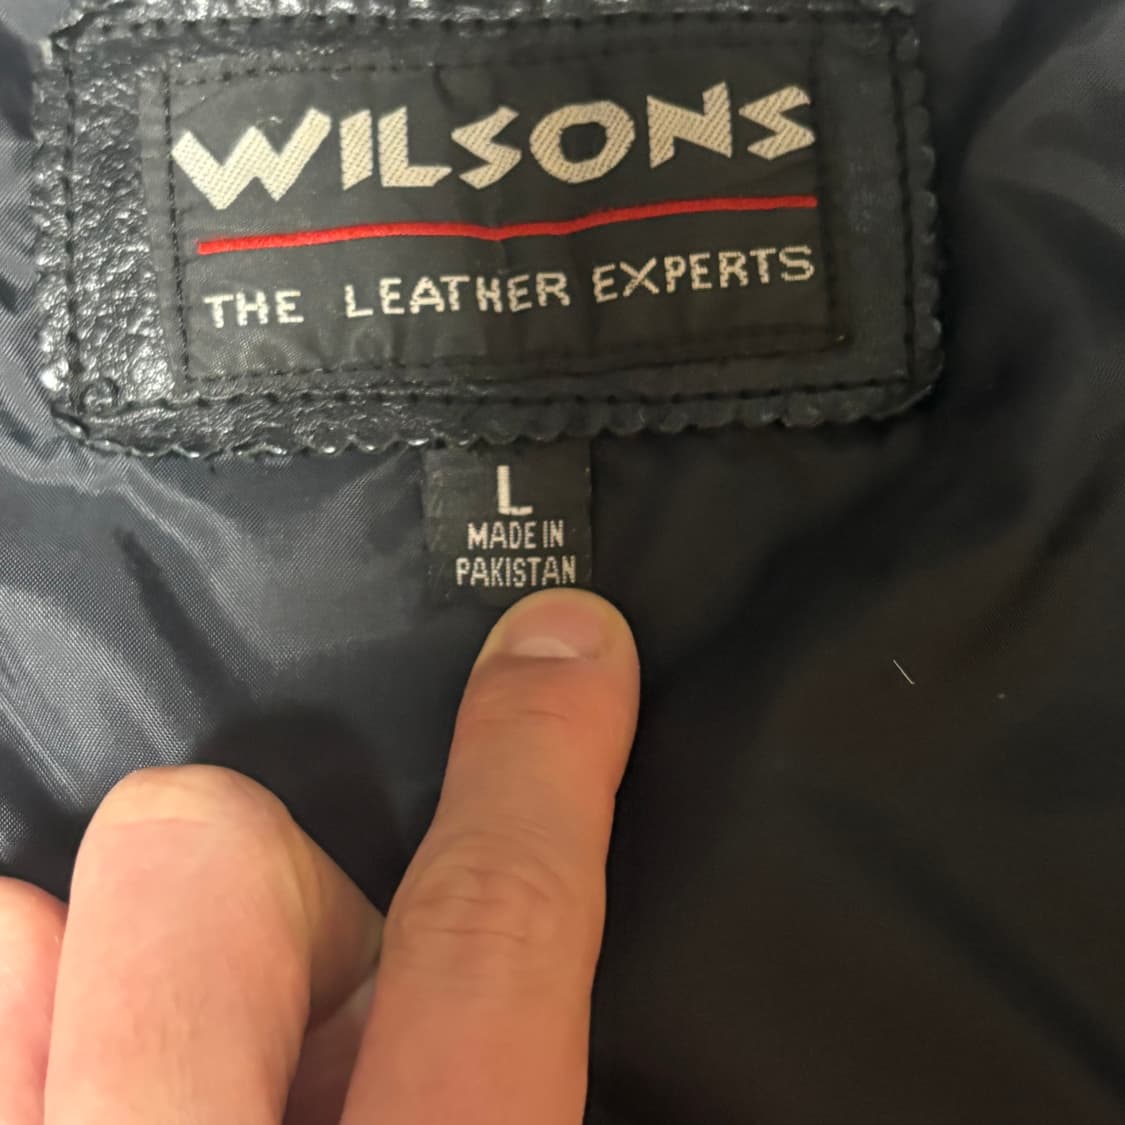 WILSONS
THE LEATHER EXPERTS
L
MADE IN
PAKISTAN